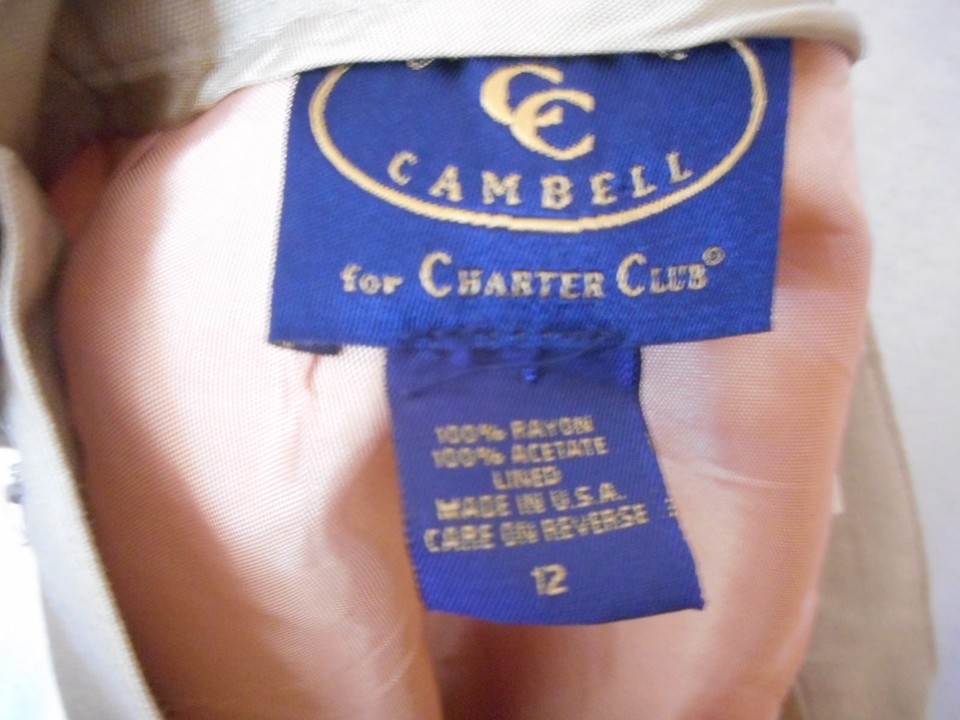 CC
CAMBELL
for CHARTER CLUB®
100% RAYON
100% ACETATE
LINED
MADE IN U.S.A.
CARE ON REVERSE
12